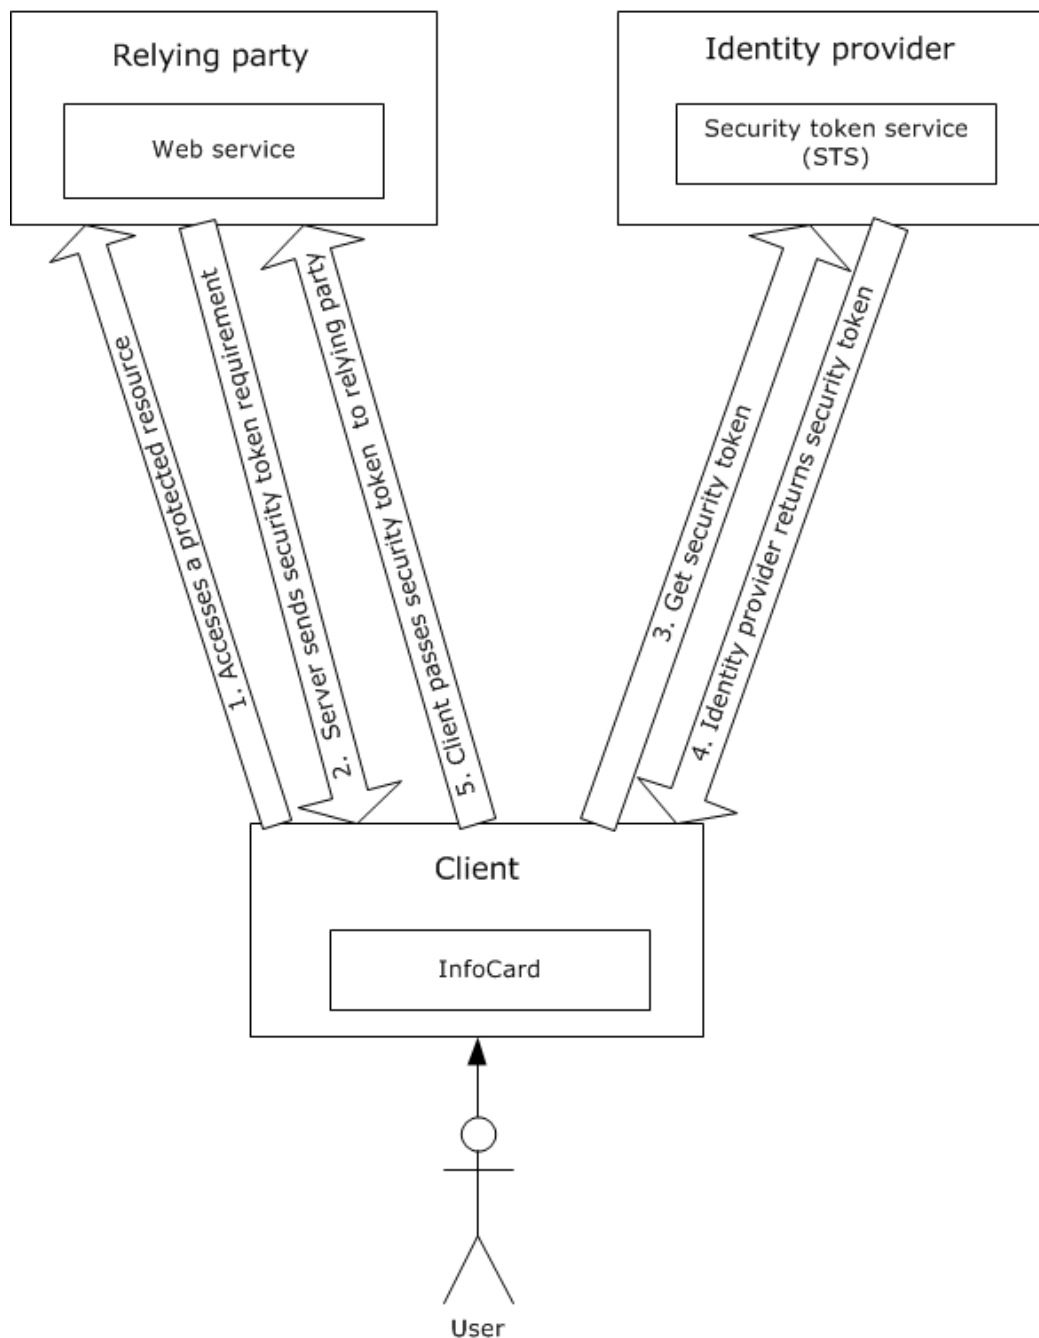 Relying party
Web service
Identity provider
Security token service
(STS)
1. Accesses a protected resource
2. Server sends security token requirement
5. Client passes security token to relying party
3. Get security token
4. Identity provider returns security token
Client
InfoCard
User